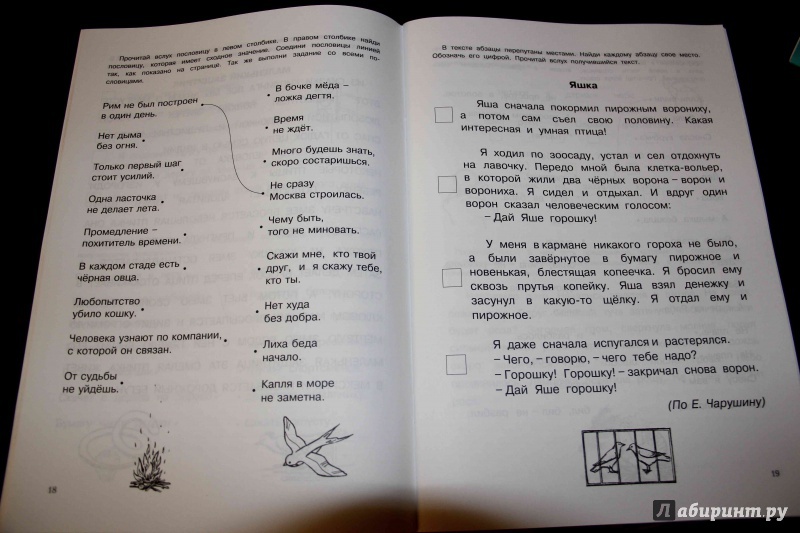 Прочитай вслух пословицу в левом столбике. В правом столбике найди
пословицу, которая имеет сходное значение. Соедини пословицы линией
так, как показано на странице. Так же выполни задание со всеми по-
словицами.
Рим не был построен
в один день.
Нет дыма
без огня.
Только первый шаг
стоит усилий.
Одна ласточка
не делает лета.
Промедление –
похититель времени.
В каждом стаде есть
чёрная овца.
Любопытство
убило кошку.
Человека узнают по компании,
с которой он связан.
От судьбы
не уйдёшь.
В бочке мёда –
ложка дегтя.
Время
не ждёт.
Много будешь знать,
скоро состаришься.
Не сразу
Москва строилась.
Чему быть,
того не миновать.
Скажи мне, кто твой
друг, и я скажу тебе,
кто ты.
Нет худа
без добра.
Лиха беда
начало.
Капля в море
не заметна.
18
В тексте абзацы перепутаны местами. Найди каждому абзацу свое место.
Обозначь его цифрой. Прочитай вслух получившийся текст.
Яшка
Яша сначала покормил пирожным ворониху,
а потом сам съел свою половину. Какая
интересная и умная птица!
Я ходил по зоосаду, устал и сел отдохнуть
на лавочку. Передо мной была клетка-вольер,
в которой жили два чёрных ворона – ворон и
ворониха. Я сидел и отдыхал. И вдруг один
ворон сказал человеческим голосом:
– Дай Яше горошку!
У меня в кармане никакого гороха не было,
а были завёрнутое в бумагу пирожное и
новенькая, блестящая копеечка. Я бросил ему
сквозь прутья копейку. Яша взял денежку и
засунул в какую-то щёлку. Я отдал ему и
пирожное.
Я даже сначала испугался и растерялся.
– Чего, – говорю, – чего тебе надо?
– Горошку! Горошку! – закричал снова ворон.
– Дай Яше горошку!
(По Е. Чарушину)
19
Лабиринт.ру